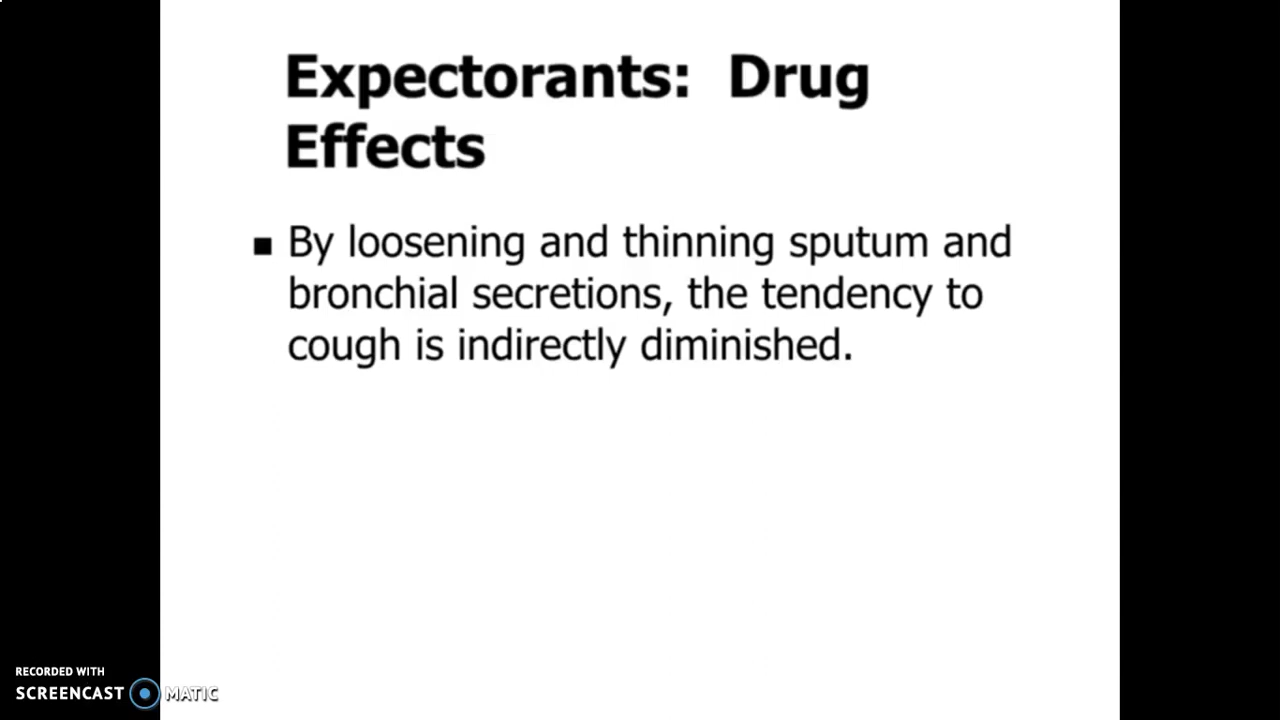 Expectorants: Drug
Effects
■ By loosening and thinning sputum and
bronchial secretions, the tendency to
cough is indirectly diminished.
RECORDED WITH
SCREENCAST MATIC